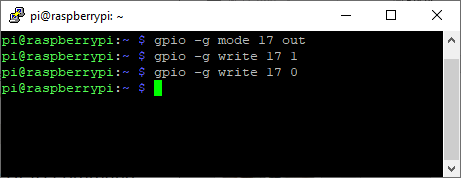 pi@raspberrypi: ~
pi@raspberrypi:~ $ gpio -g mode 17 out
pi@raspberrypi:~ $ gpio -g write 17 1
pi@raspberrypi:~ $ gpio -g write 17 0
pi@raspberrypi:~ $